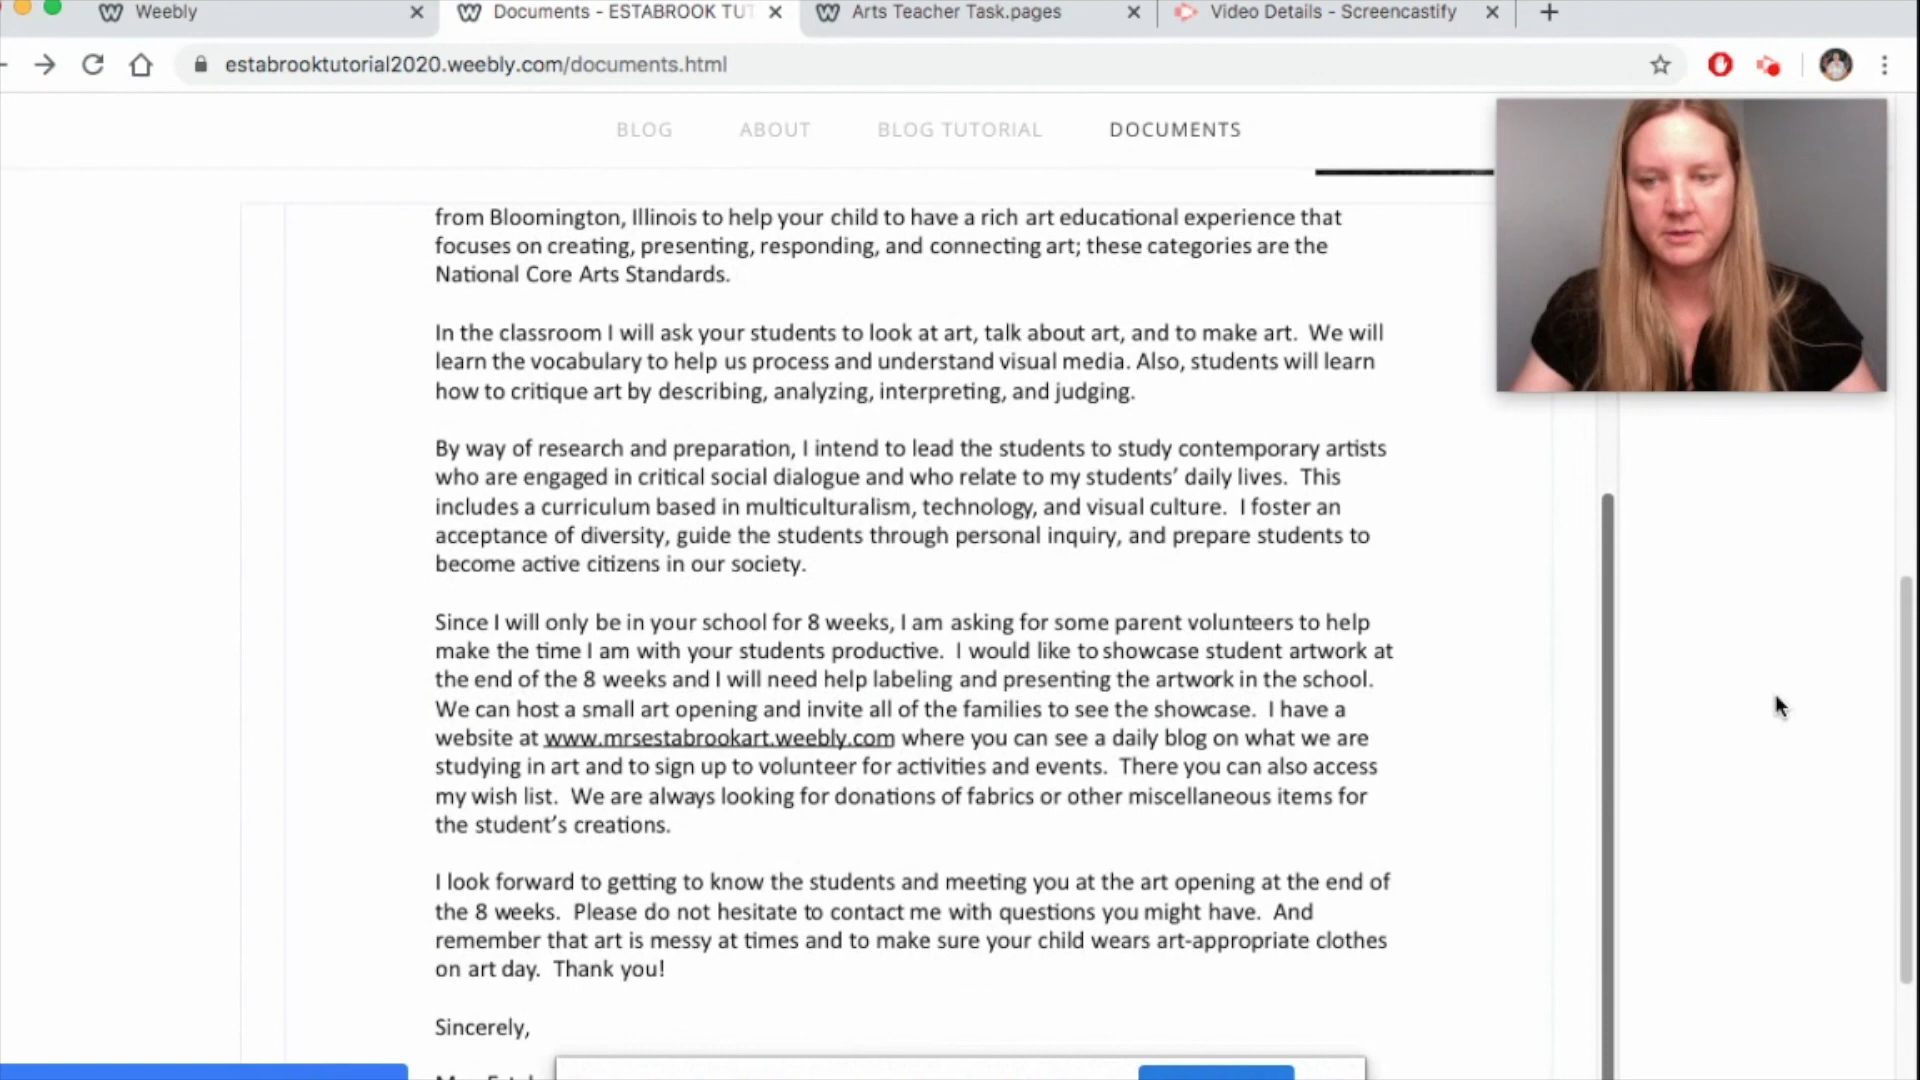 Weebly
Documents - ESTABROOK TUT
Arts Teacher Task.pages
Video Details - Screencastify
estabrooktutorial2020.weebly.com/documents.html
BLOG
ABOUT
BLOG TUTORIAL
DOCUMENTS
from Bloomington, Illinois to help your child to have a rich art educational experience that
focuses on creating, presenting, responding, and connecting art; these categories are the
National Core Arts Standards.
In the classroom I will ask your students to look at art, talk about art, and to make art.  We will
learn the vocabulary to help us process and understand visual media. Also, students will learn
how to critique art by describing, analyzing, interpreting, and judging.
By way of research and preparation, I intend to lead the students to study contemporary artists
who are engaged in critical social dialogue and who relate to my students’ daily lives.  This
includes a curriculum based in multiculturalism, technology, and visual culture.  I foster an
acceptance of diversity, guide the students through personal inquiry, and prepare students to
become active citizens in our society.
Since I will only be in your school for 8 weeks, I am asking for some parent volunteers to help
make the time I am with your students productive.  I would like to showcase student artwork at
the end of the 8 weeks and I will need help labeling and presenting the artwork in the school.
We can host a small art opening and invite all of the families to see the showcase.  I have a
website at www.mrsestabrookart.weebly.com where you can see a daily blog on what we are
studying in art and to sign up to volunteer for activities and events.  There you can also access
my wish list.  We are always looking for donations of fabrics or other miscellaneous items for
the student’s creations.
I look forward to getting to know the students and meeting you at the art opening at the end of
the 8 weeks.  Please do not hesitate to contact me with questions you might have.  And
remember that art is messy at times and to make sure your child wears art-appropriate clothes
on art day.  Thank you!
Sincerely,